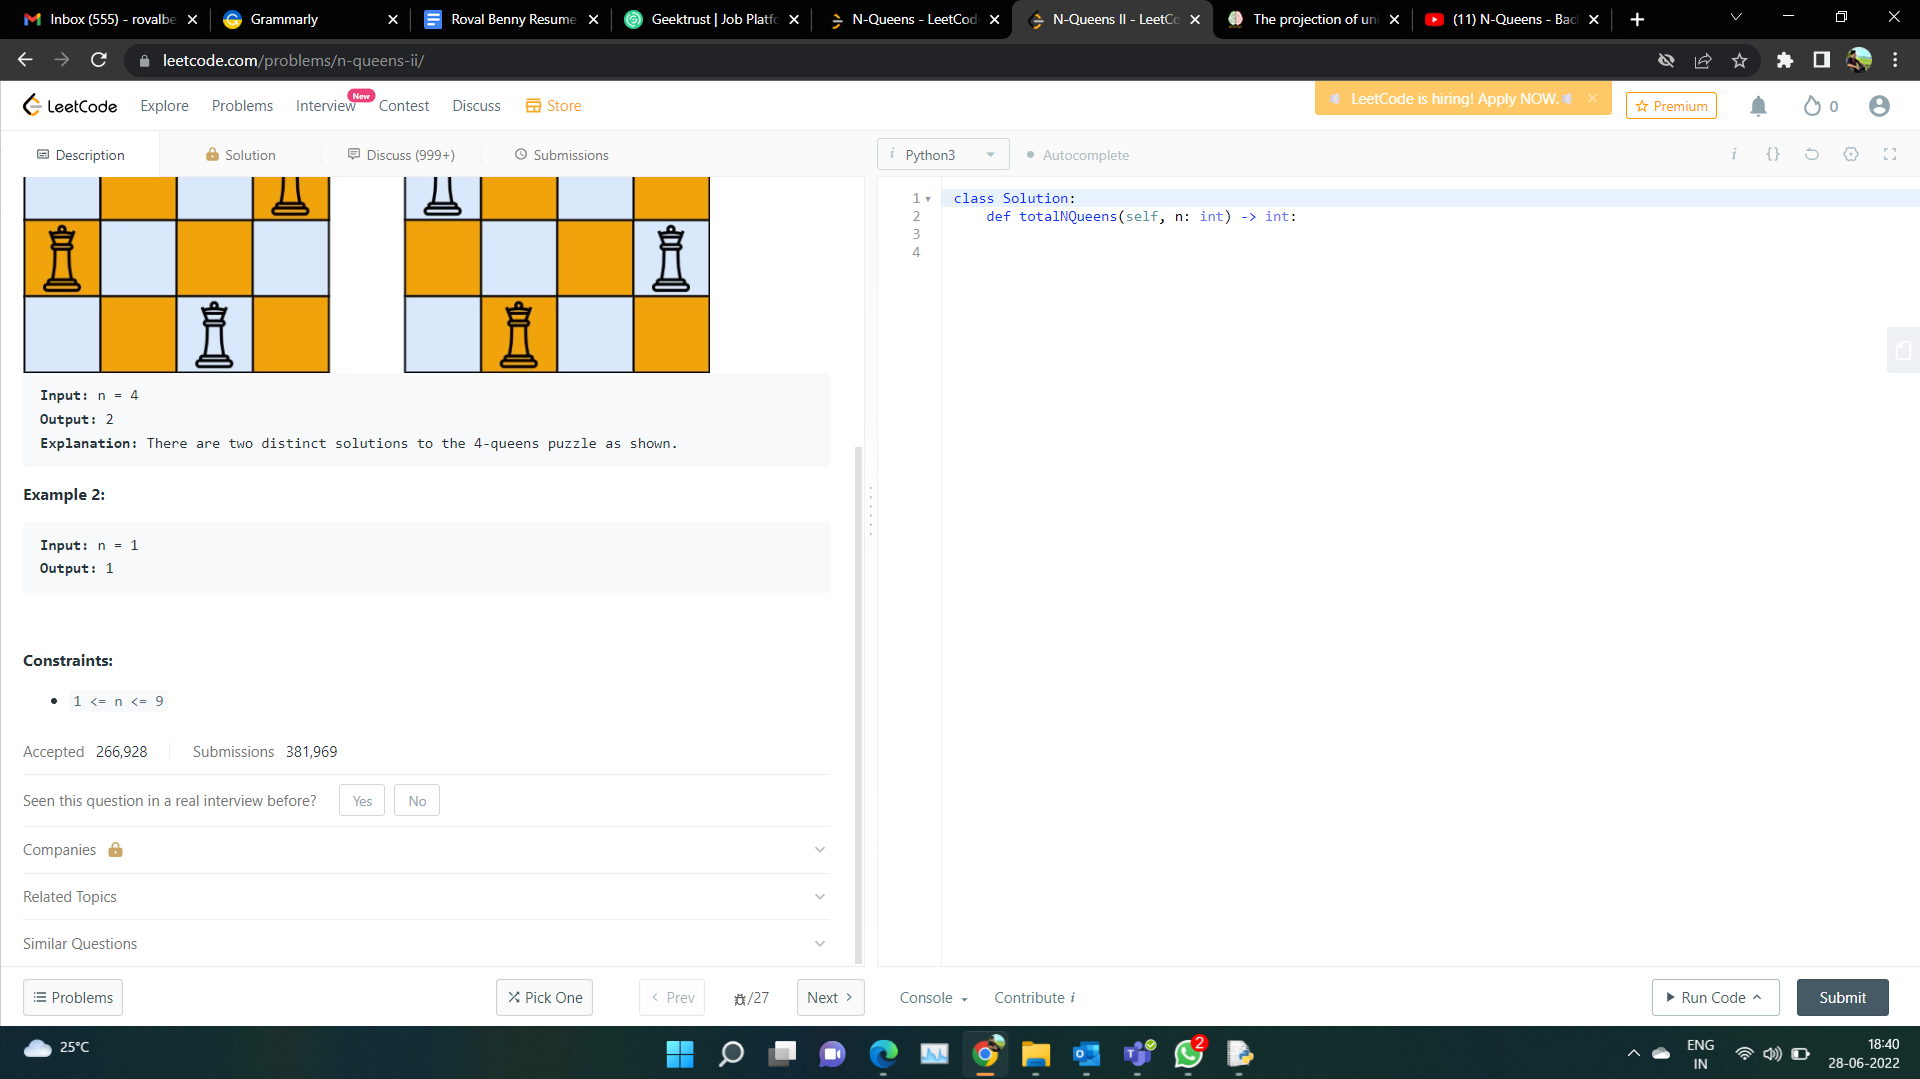 Inbox (555) - rovalbe
Grammarly
Roval Benny Resume
Geektrust | Job Platfo
N-Queens - LeetCod
N-Queens II - LeetCo
The projection of uni
(11) N-Queens - Bac
leetcode.com/problems/n-queens-ii/
LeetCode
Explore
Problems
Interview
New
Contest
Discuss
Store
LeetCode is hiring! Apply NOW.
Premium
0
Description
Solution
Discuss (999+)
Submissions
i Python3
Autocomplete
i
{}
1 class Solution:
2 def totalNQueens(self, n: int) -> int:
3
4
Input: n = 4
Output: 2
Explanation: There are two distinct solutions to the 4-queens puzzle as shown.
Example 2:
Input: n = 1
Output: 1
Constraints:
• 1 <= n <= 9
Accepted 266,928
Submissions 381,969
Seen this question in a real interview before?
Yes
No
Companies
Related Topics
Similar Questions
Problems
Pick One
< Prev
/27
Next >
Console
Contribute i
Run Code
Submit
25°C
2
ENG
IN
18:40
28-06-2022